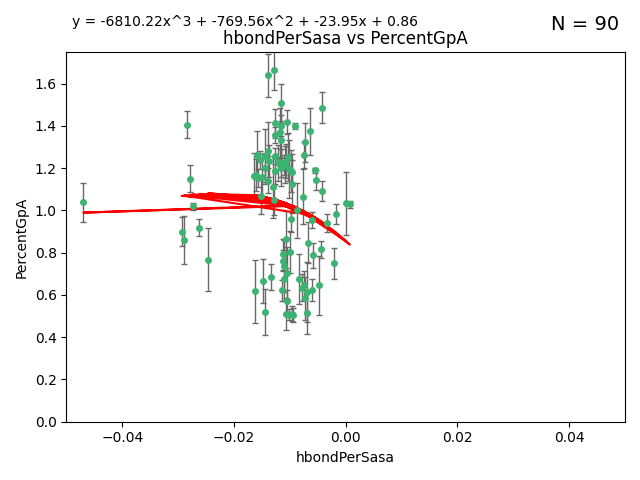 y = -6810.22x^3 + -769.56x^2 + -23.95x + 0.86
N = 90
hbondPerSasa vs PercentGpA
PercentGpA
1.6
1.4
1.2
1.0
0.8
0.6
0.4
0.2
0.0
−0.04 −0.02 0.00 0.02 0.04
hbondPerSasa